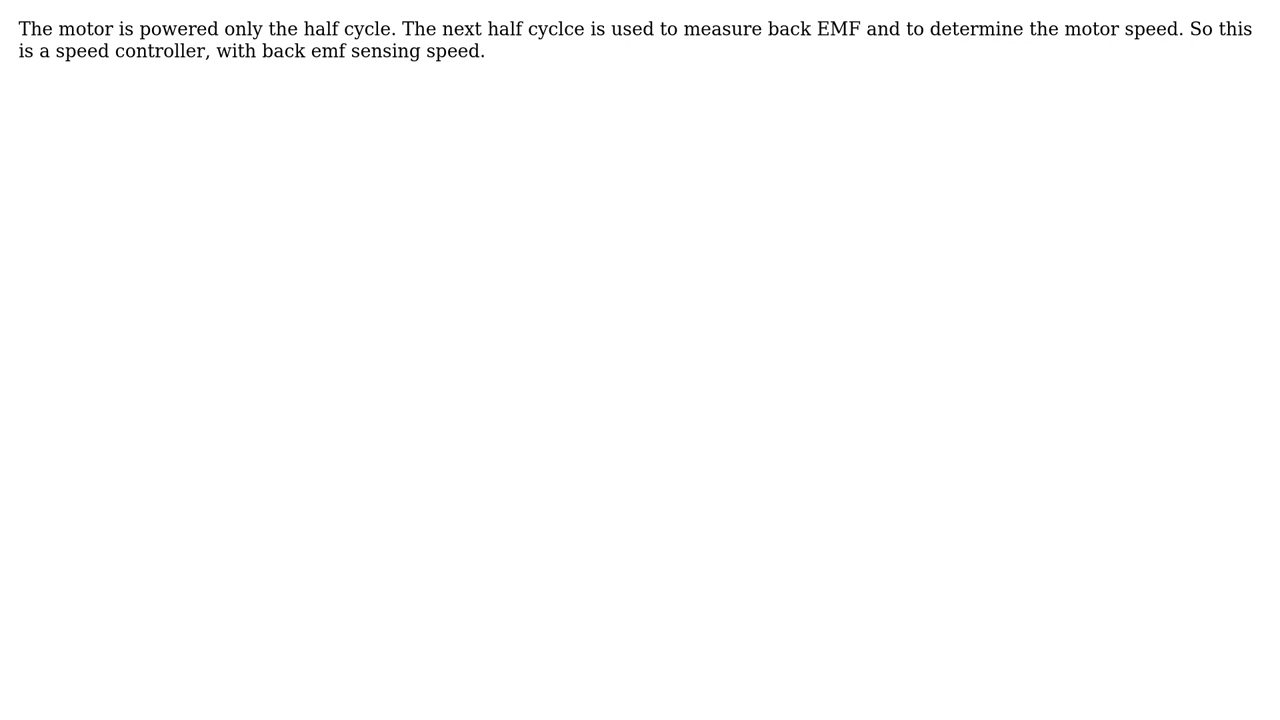 The motor is powered only the half cycle. The next half cyclce is used to measure back EMF and to determine the motor speed. So this
is a speed controller, with back emf sensing speed.